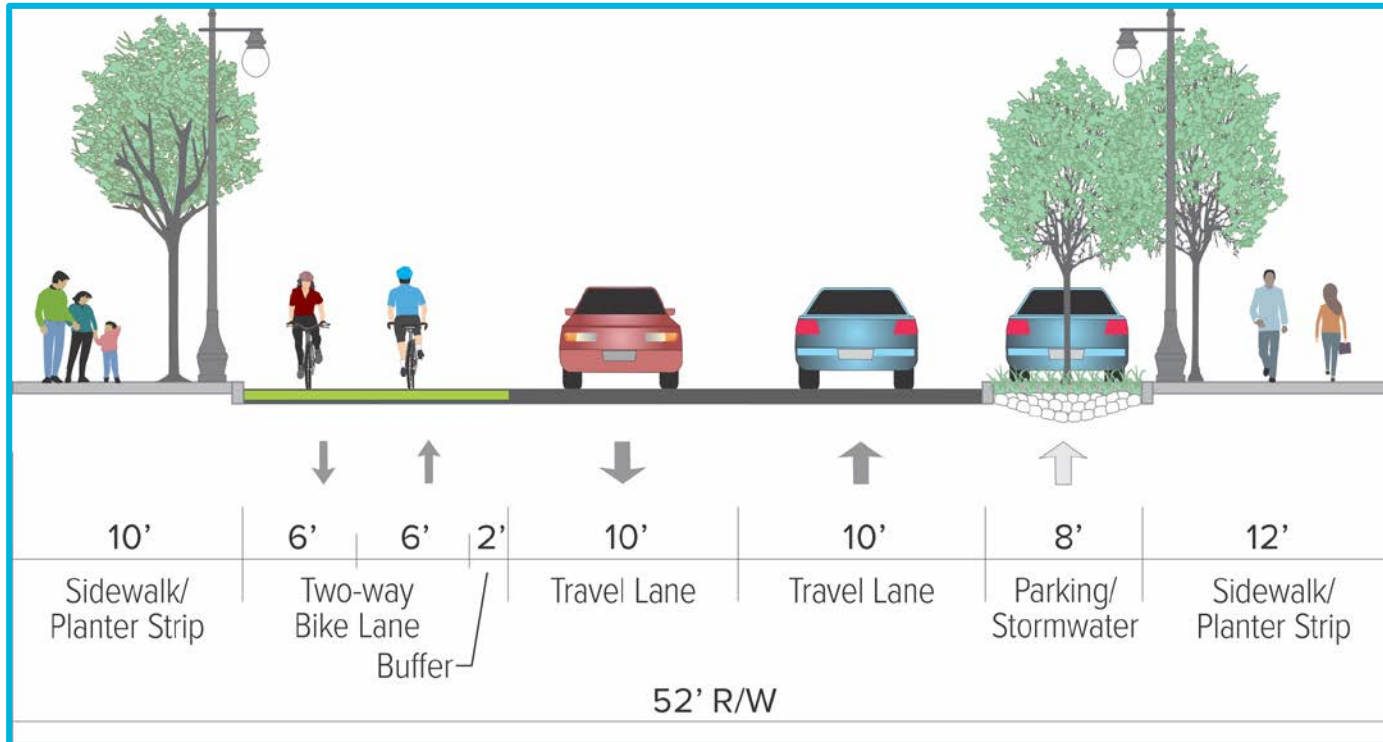 10’ 6’ 6’ 2’ 10’ 10’ 8’ 12’
Sidewalk/ Two-way Travel Lane Travel Lane Parking/ Sidewalk/
Planter Strip Bike Lane Stormwater Planter Strip
Buffer
52’ R/W